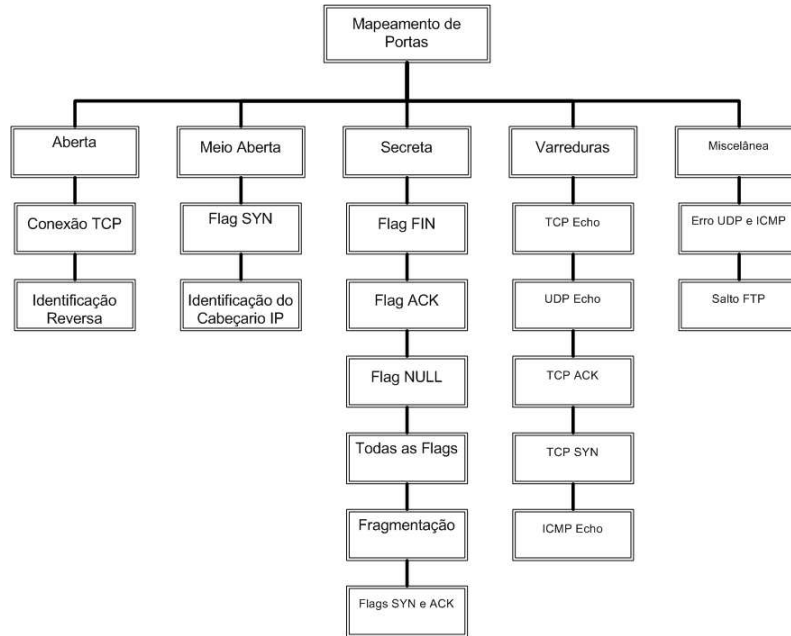 Mapeamento de
Portas
Aberta
Meio Aberta
Secreta
Varreduras
Miscelânea
Conexão TCP
Flag SYN
Flag FIN
TCP Echo
Erro UDP e ICMP
Identificação
Reversa
Identificação do
Cabeçario IP
Flag ACK
UDP Echo
Salto FTP
Flag NULL
TCP ACK
Todas as Flags
TCP SYN
Fragmentação
ICMP Echo
Flags SYN e ACK